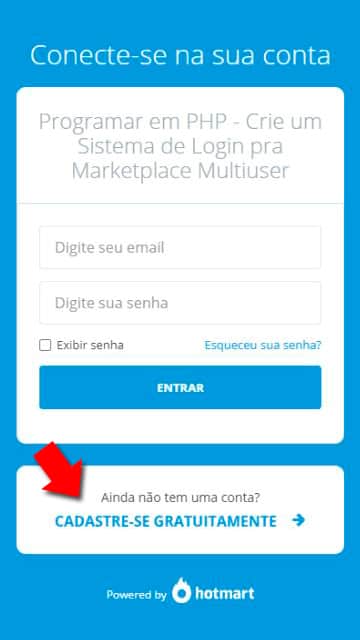 Conecte-se na sua conta
Programar em PHP - Crie um
Sistema de Login pra
Marketplace Multiuser
Digite seu email
Digite sua senha
Exibir senha
Esqueceu sua senha?
ENTRAR
Ainda não tem uma conta?
CADASTRE-SE GRATUITAMENTE
Powered by hotmart